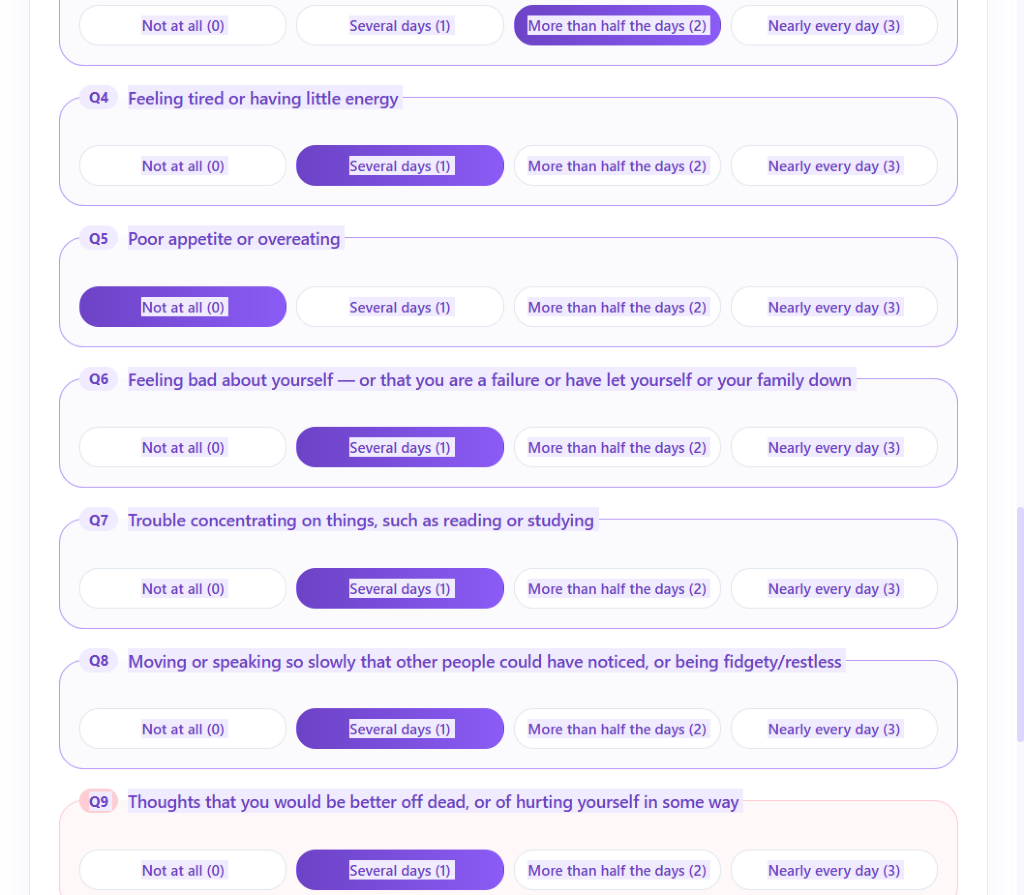 Not at all (0) Several days (1) More than half the days (2) Nearly every day (3)
Q4 Feeling tired or having little energy
Not at all (0) Several days (1) More than half the days (2) Nearly every day (3)
Q5 Poor appetite or overeating
Not at all (0) Several days (1) More than half the days (2) Nearly every day (3)
Q6 Feeling bad about yourself — or that you are a failure or have let yourself or your family down
Not at all (0) Several days (1) More than half the days (2) Nearly every day (3)
Q7 Trouble concentrating on things, such as reading or studying
Not at all (0) Several days (1) More than half the days (2) Nearly every day (3)
Q8 Moving or speaking so slowly that other people could have noticed, or being fidgety/restless
Not at all (0) Several days (1) More than half the days (2) Nearly every day (3)
Q9 Thoughts that you would be better off dead, or of hurting yourself in some way
Not at all (0) Several days (1) More than half the days (2) Nearly every day (3)